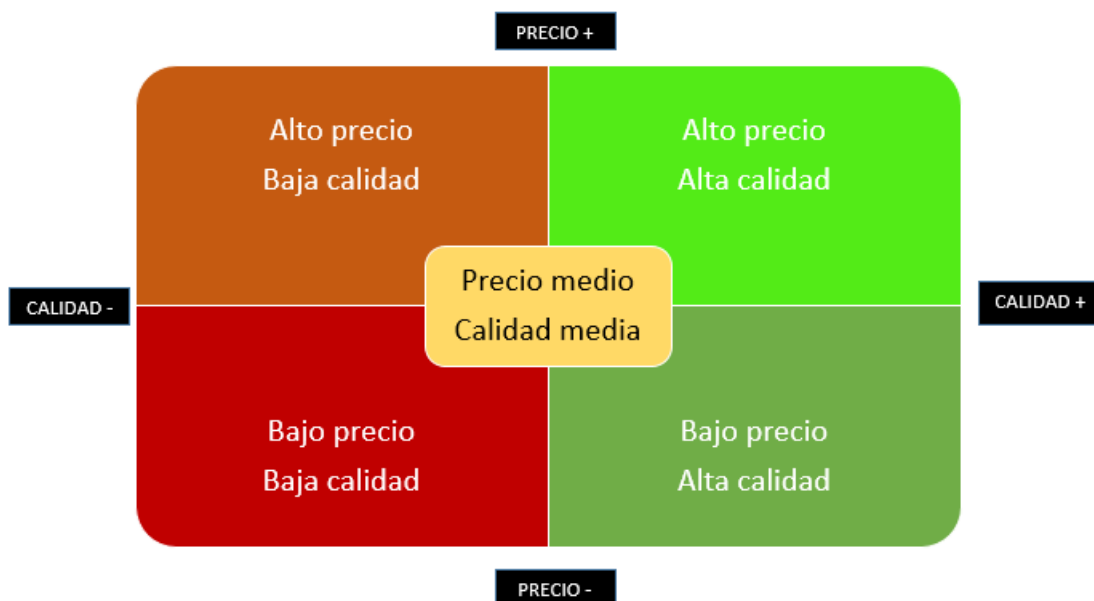 PRECIO +
Alto precio
Baja calidad
Alto precio
Alta calidad
CALIDAD -
Precio medio
Calidad media
CALIDAD +
Bajo precio
Baja calidad
Bajo precio
Alta calidad
PRECIO -